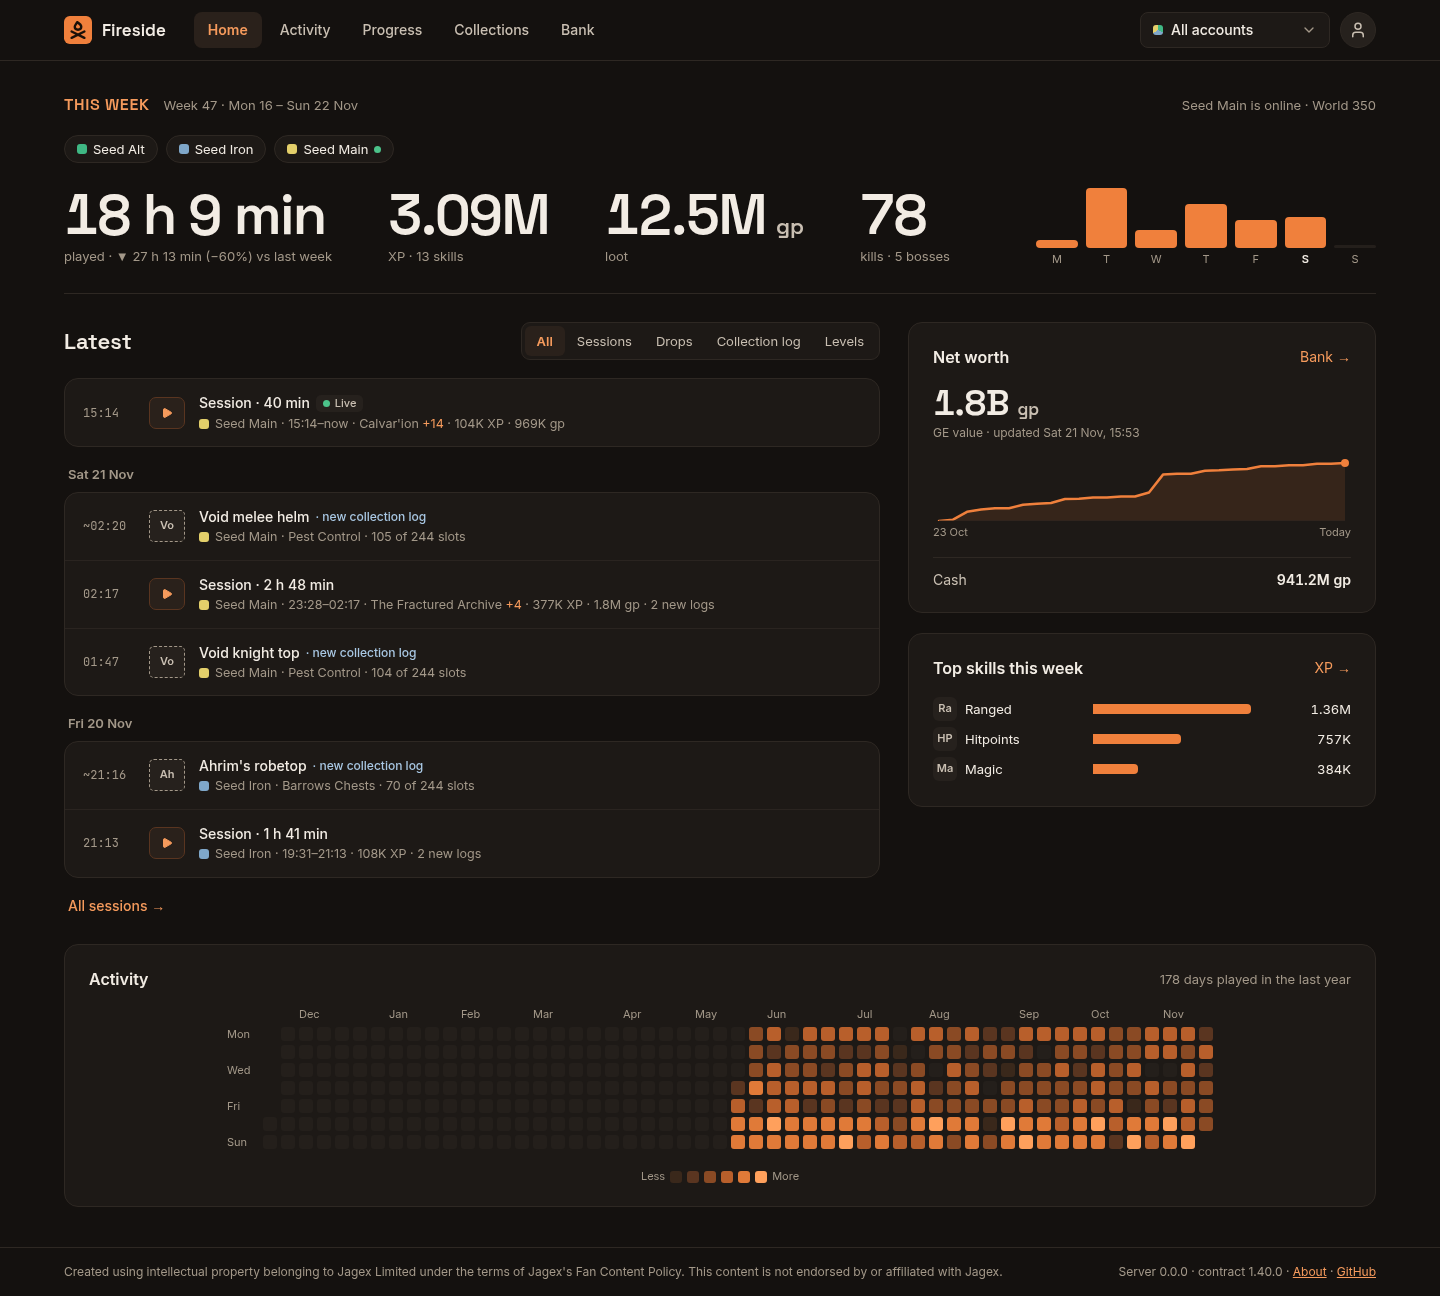 Fireside
Home
Activity
Progress
Collections
Bank
All accounts
THIS WEEK
Week 47 · Mon 16 – Sun 22 Nov
Seed Main is online · World 350
Seed Alt
Seed Iron
Seed Main
18 h 9 min
played · ▼ 27 h 13 min (−60%) vs last week
3.09M
XP · 13 skills
12.5M gp
loot
78
kills · 5 bosses
M T W T F S S
Latest
All
Sessions
Drops
Collection log
Levels
15:14
Session · 40 min
Live
Seed Main · 15:14–now · Calvar'ion +14 · 104K XP · 969K gp
Sat 21 Nov
~02:20
Vo
Void melee helm · new collection log
Seed Main · Pest Control · 105 of 244 slots
02:17
Session · 2 h 48 min
Seed Main · 23:28–02:17 · The Fractured Archive +4 · 377K XP · 1.8M gp · 2 new logs
01:47
Vo
Void knight top · new collection log
Seed Main · Pest Control · 104 of 244 slots
Fri 20 Nov
~21:16
Ah
Ahrim's robetop · new collection log
Seed Iron · Barrows Chests · 70 of 244 slots
21:13
Session · 1 h 41 min
Seed Iron · 19:31–21:13 · 108K XP · 2 new logs
All sessions →
Net worth
Bank →
1.8B gp
GE value · updated Sat 21 Nov, 15:53
23 Oct
Today
Cash
941.2M gp
Top skills this week
XP →
Ra Ranged 1.36M
HP Hitpoints 757K
Ma Magic 384K
Activity
178 days played in the last year
Dec Jan Feb Mar Apr May Jun Jul Aug Sep Oct Nov
Mon
Wed
Fri
Sun
Less
More
Created using intellectual property belonging to Jagex Limited under the terms of Jagex's Fan Content Policy. This content is not endorsed by or affiliated with Jagex.
Server 0.0.0 · contract 1.40.0 · About · GitHub